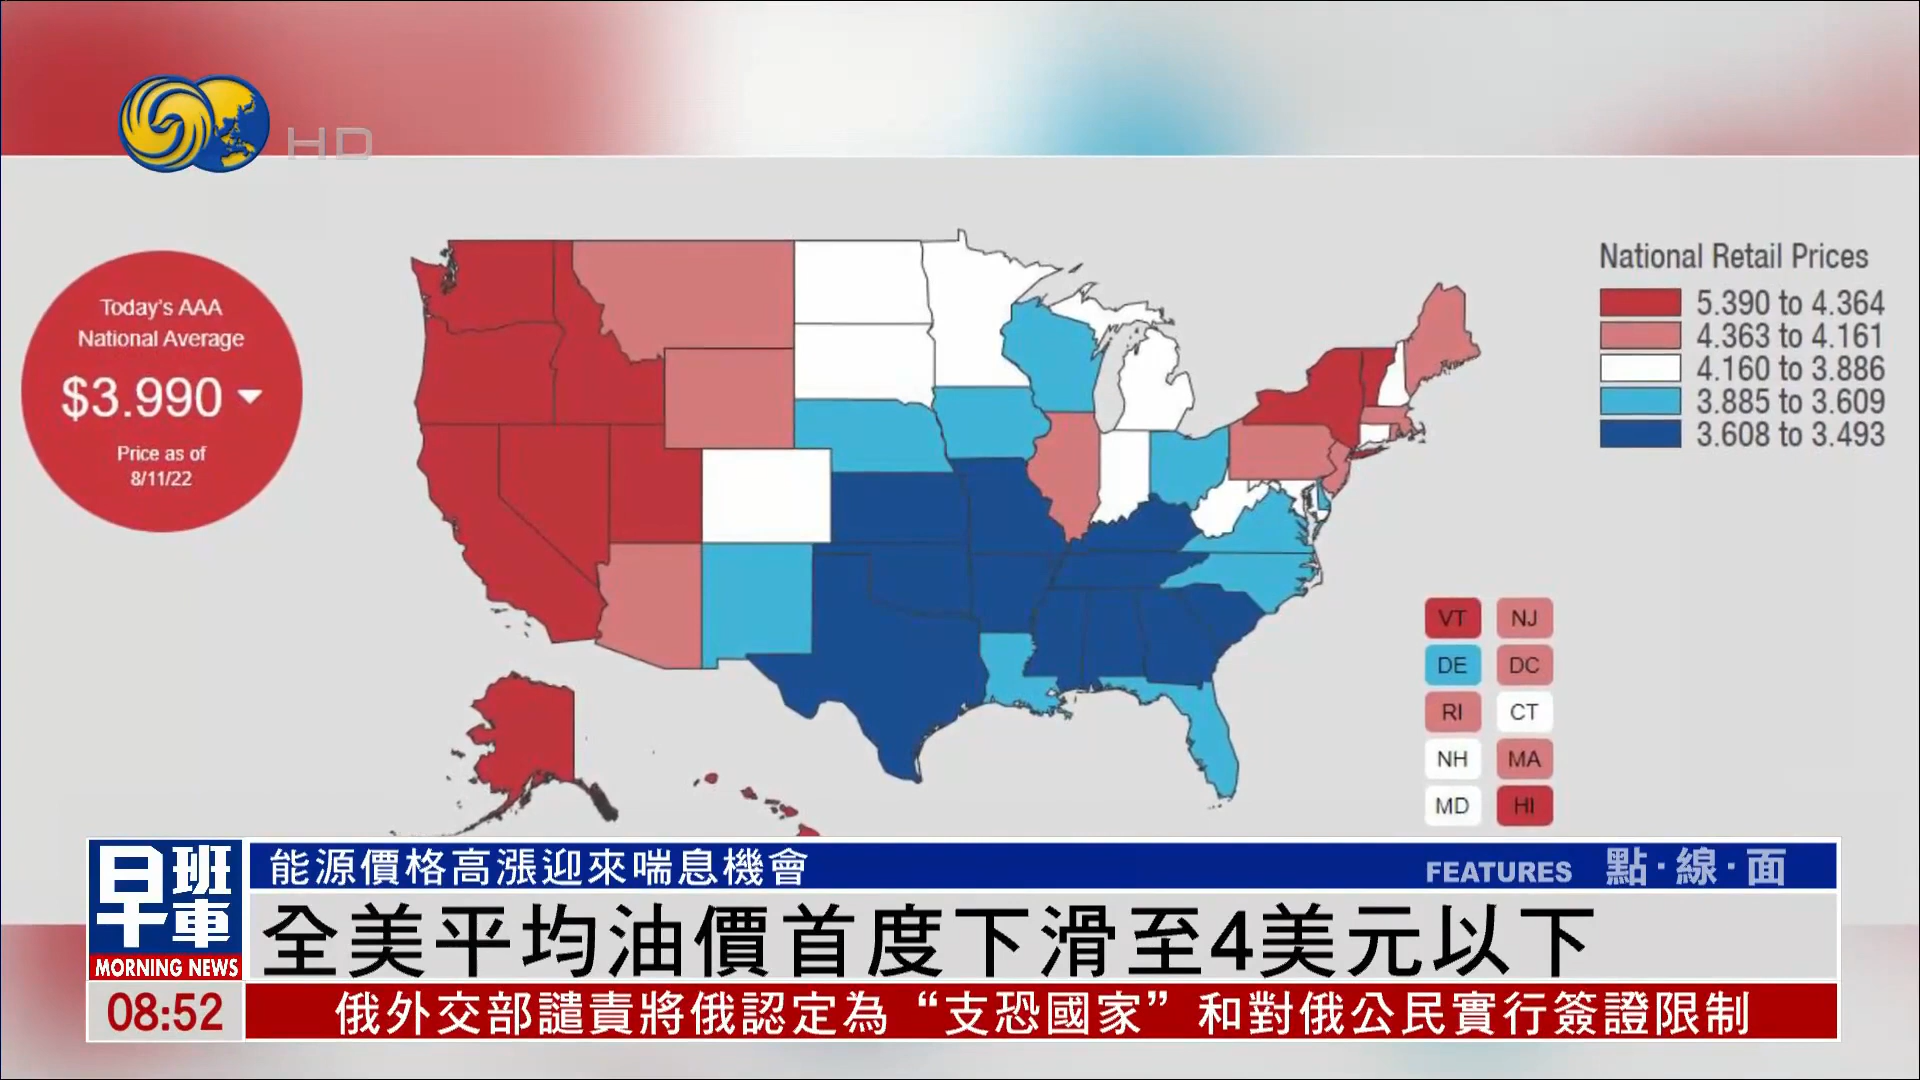 HD
Today's AAA
National Average
$3.990
Price as of
8/11/22
National Retail Prices
5.390 to 4.364
4.363 to 4.161
4.160 to 3.886
3.885 to 3.609
3.608 to 3.493
VT NJ
DE DC
RI CT
NH MA
MD HI
早班車
MORNING NEWS
08:52
能源價格高漲迎來喘息機會
FEATURES 點·線·面
全美平均油價首度下滑至4美元以下
俄外交部譴責將俄認定為“支恐國家”和對俄公民實行簽證限制